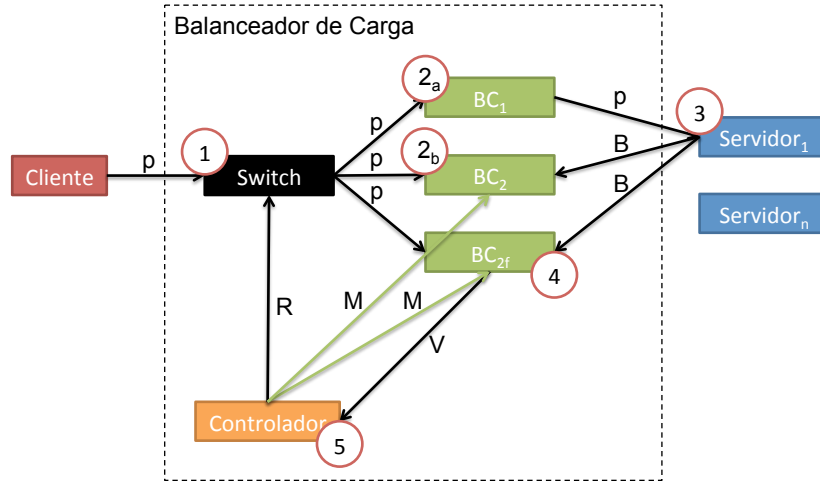 Balanceador de Carga
2a
BC1
p
3
p
B
Servidor1
1
p
2b
Cliente
p
Switch
BC2
p
B
Servidorn
BC2f
4
R
M
M
V
Controlador
5